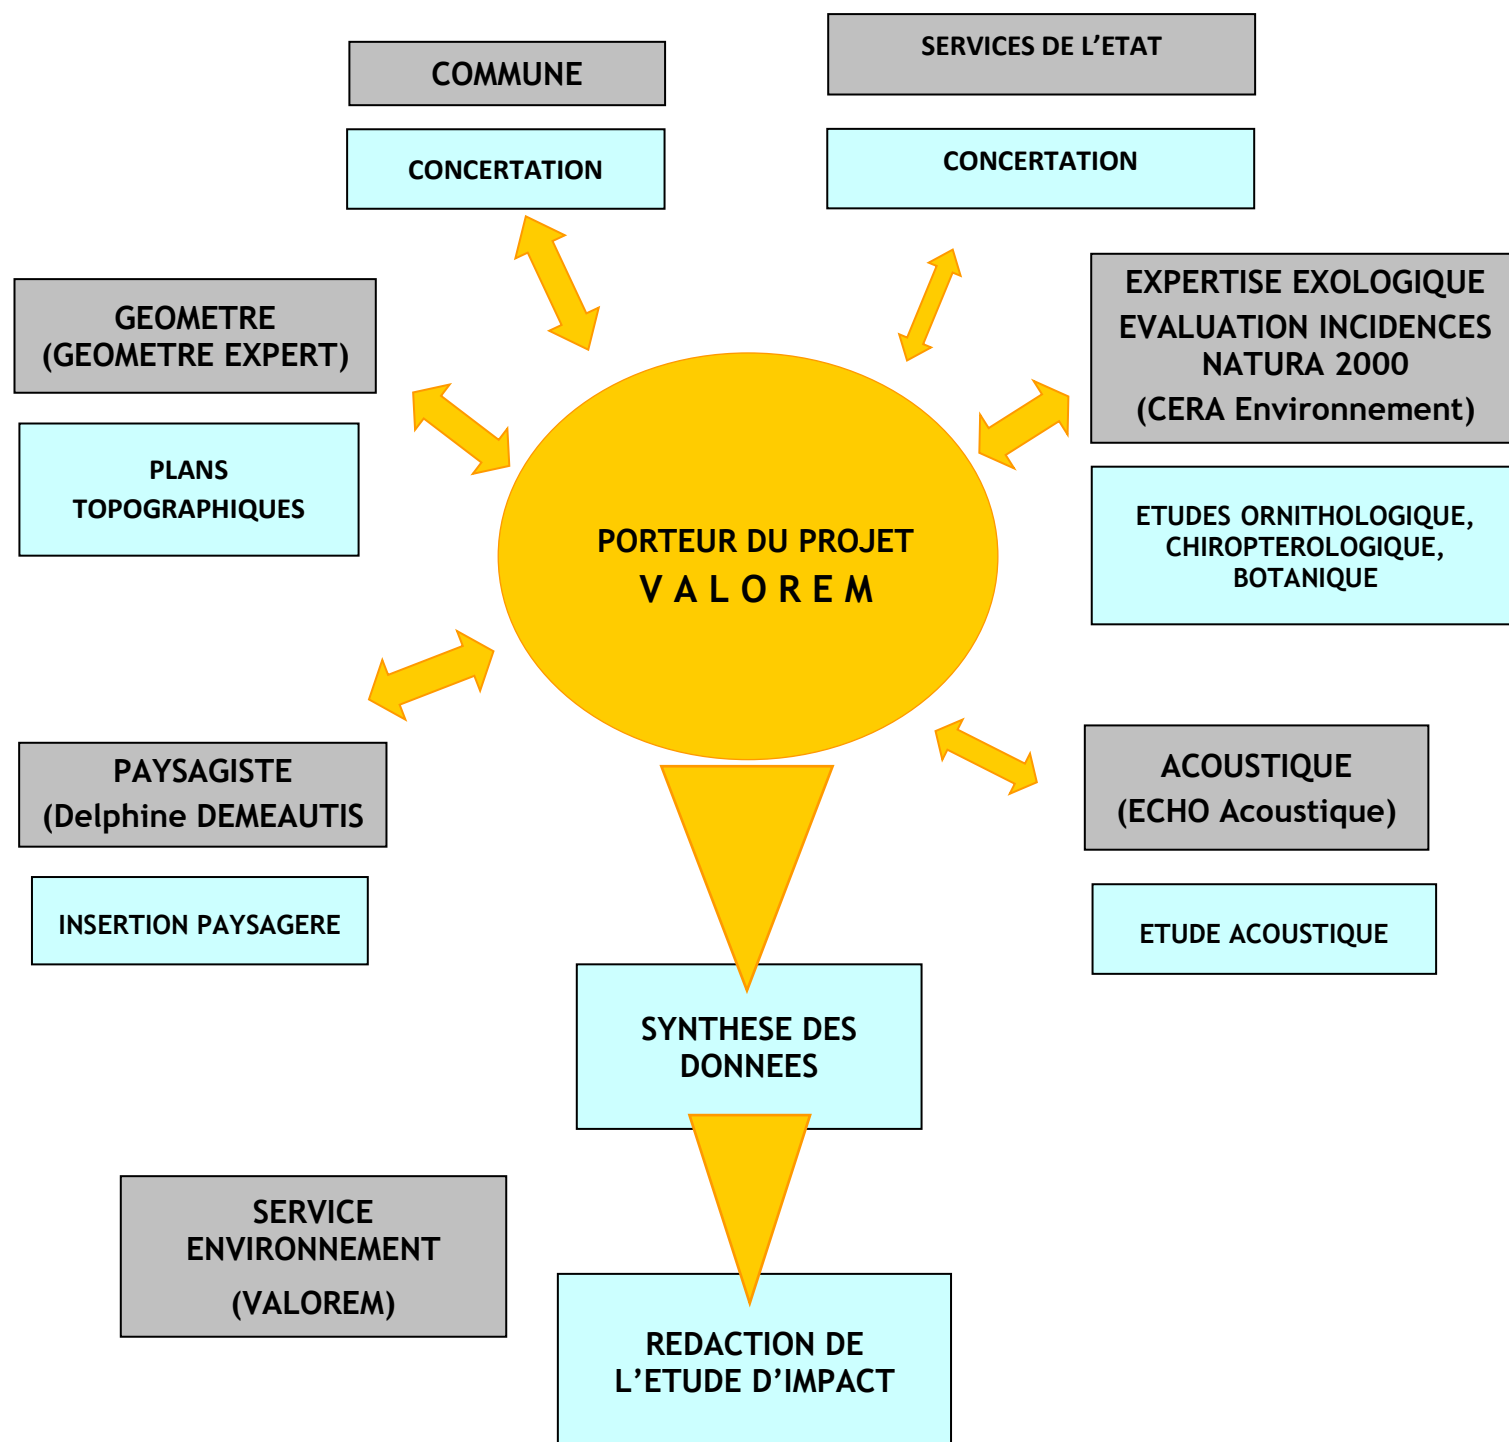 COMMUNE
CONCERTATION
SERVICES DE L’ETAT
CONCERTATION
GEOMETRE
(GEOMETRE EXPERT)
PLANS
TOPOGRAPHIQUES
EXPERTISE EXOLOGIQUE
EVALUATION INCIDENCES
NATURA 2000
(CERA Environnement)
ETUDES ORNITHOLOGIQUE,
CHIROPTEROLOGIQUE,
BOTANIQUE
PORTEUR DU PROJET
V A L O R E M
PAYSAGISTE
(Delphine DEMEAUTIS
INSERTION PAYSAGERE
ACOUSTIQUE
(ECHO Acoustique)
ETUDE ACOUSTIQUE
SYNTHESE DES
DONNEES
SERVICE
ENVIRONNEMENT
(VALOREM)
REDACTION DE
L’ETUDE D’IMPACT